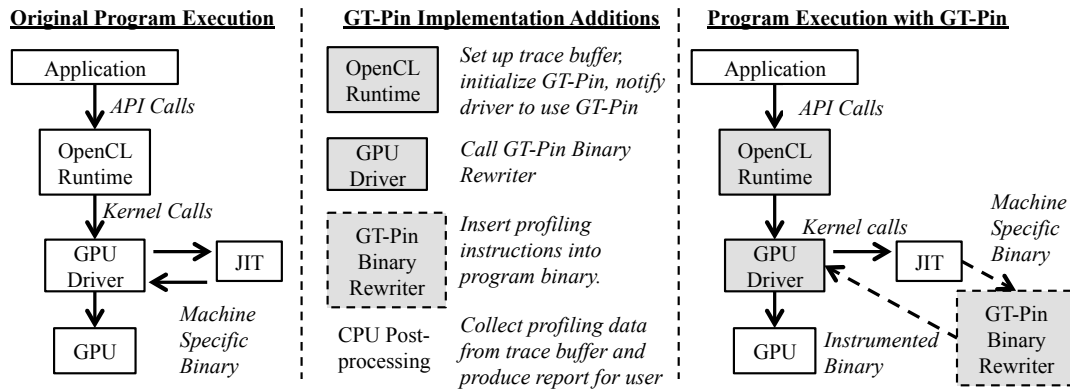 Original Program Execution
Application
API Calls
OpenCL
Runtime
Kernel Calls
GPU
Driver
JIT
Machine
Specific
Binary
GPU
GT-Pin Implementation Additions
OpenCL
Runtime
Set up trace buffer,
initialize GT-Pin, notify
driver to use GT-Pin
GPU
Driver
Call GT-Pin Binary
Rewriter
GT-Pin
Binary
Rewriter
Insert profiling
instructions into
program binary.
CPU Post-
processing
Collect profiling data
from trace buffer and
produce report for user
Program Execution with GT-Pin
Application
API Calls
OpenCL
Runtime
Kernel calls
Machine
Specific
Binary
GPU
Driver
JIT
GT-Pin
Binary
Rewriter
GPU
Instrumented
Binary